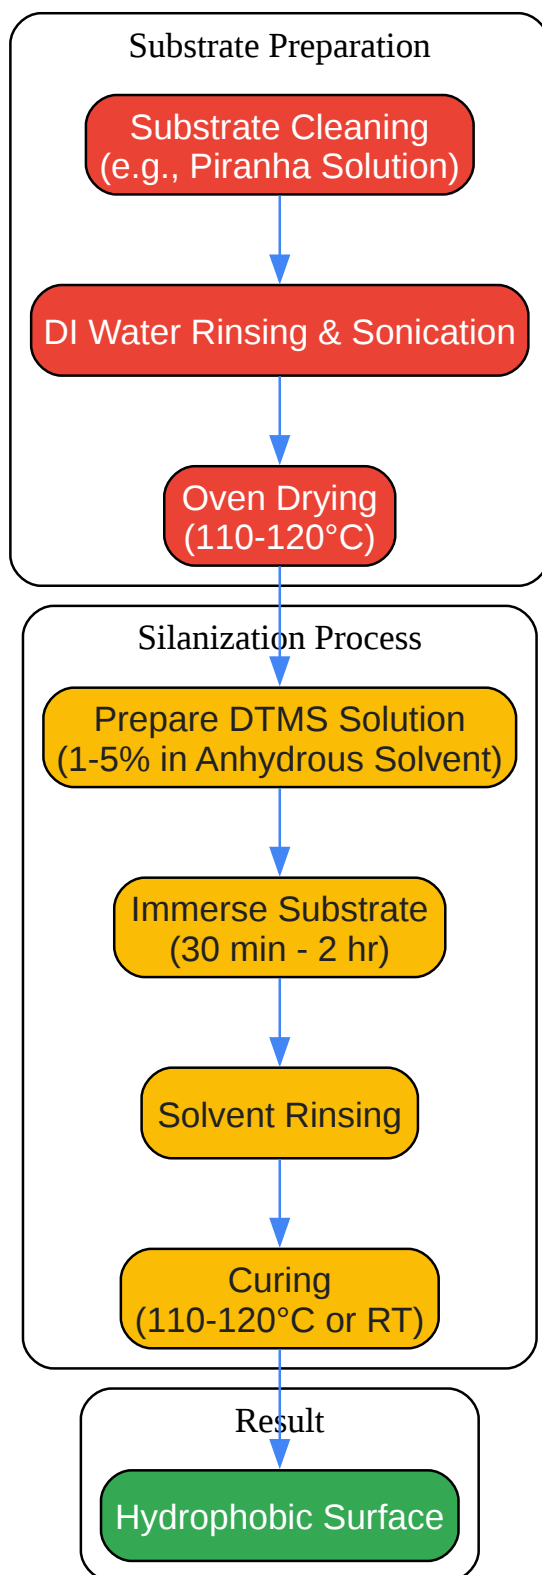 Substrate Preparation
Substrate Cleaning
(e.g., Piranha Solution)
DI Water Rinsing & Sonication
Oven Drying
(110-120°C)
Silanization Process
Prepare DTMS Solution
(1-5% in Anhydrous Solvent)
Immerse Substrate
(30 min - 2 hr)
Solvent Rinsing
Curing
(110-120°C or RT)
Result
Hydrophobic Surface